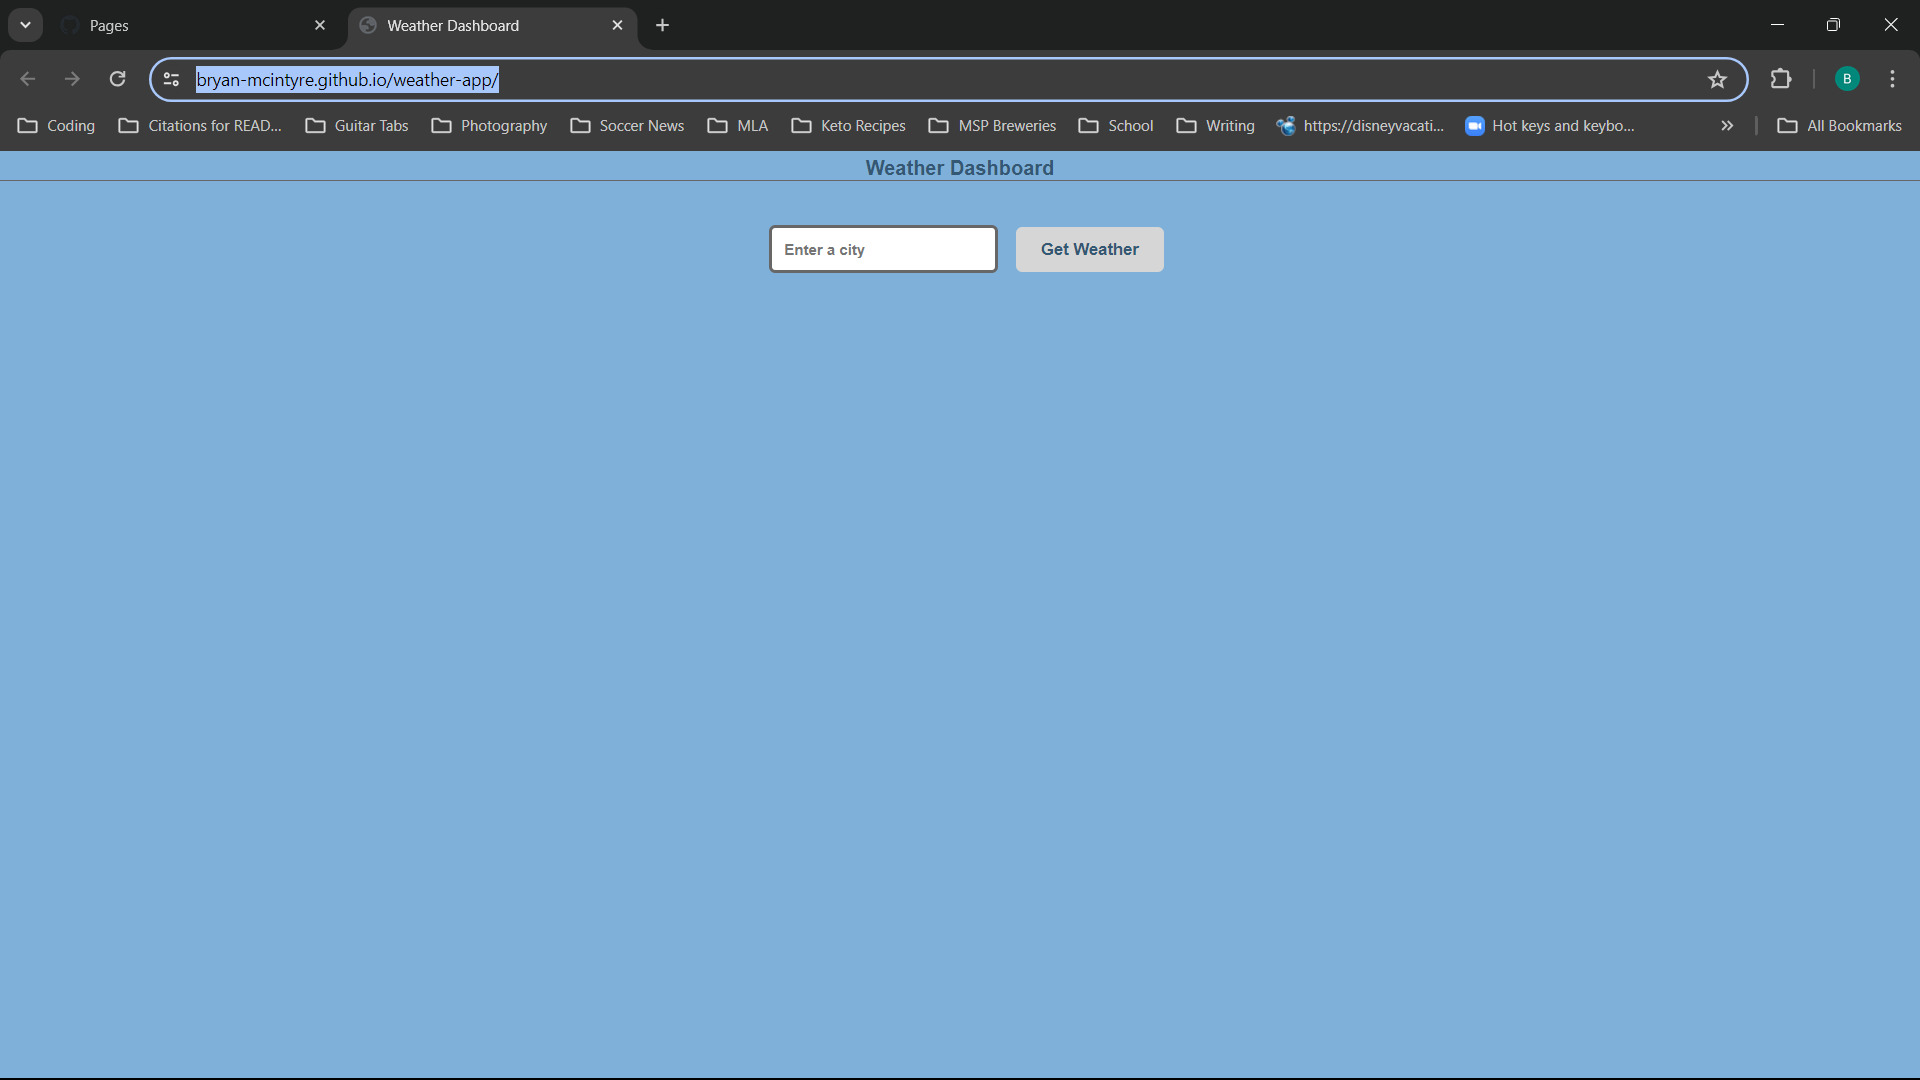 Pages
Weather Dashboard
bryan-mcintyre.github.io/weather-app/
B
Coding
Citations for READ...
Guitar Tabs
Photography
Soccer News
MLA
Keto Recipes
MSP Breweries
School
Writing
https://disneyvacati...
Hot keys and keybo...
All Bookmarks
Weather Dashboard
Enter a city
Get Weather